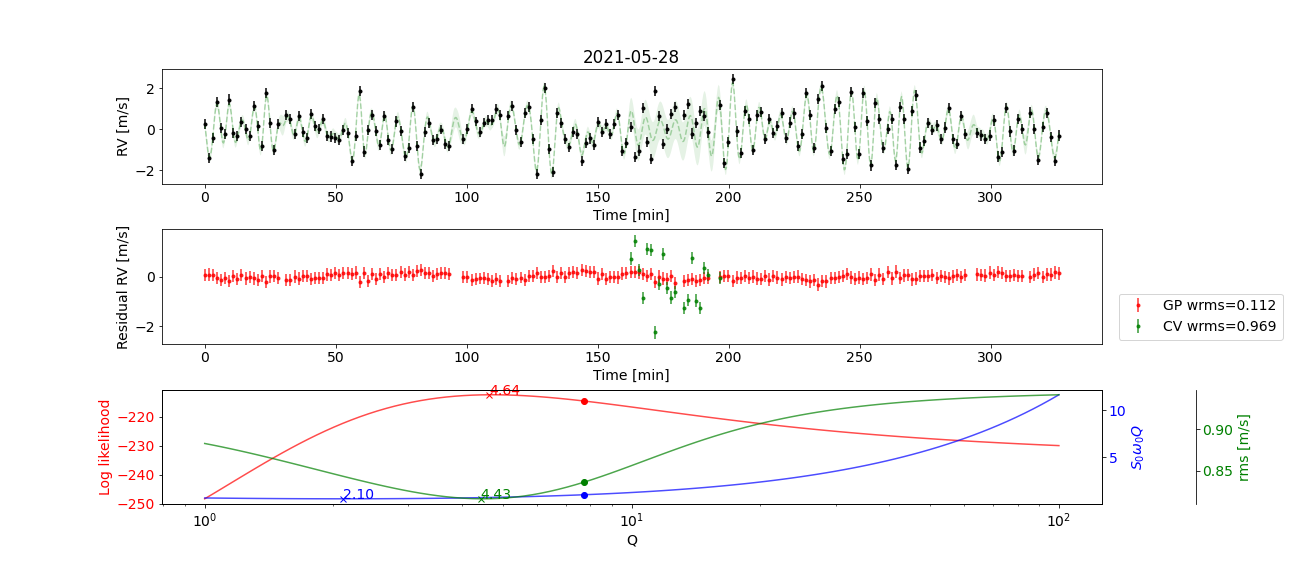 2021-05-28
RV [m/s]
2
0
−2
0 50 100 150 200 250 300
Time [min]
Residual RV [m/s]
0
−2
0 50 100 150 200 250 300
Time [min]
GP wrms=0.112
CV wrms=0.969
Log likelihood
−220
−230
−240
−250
4.64
2.10
4.43
10
5
S₀ω₀Q
0.90
0.85
rms [m/s]
10⁰ 10¹ 10²
Q